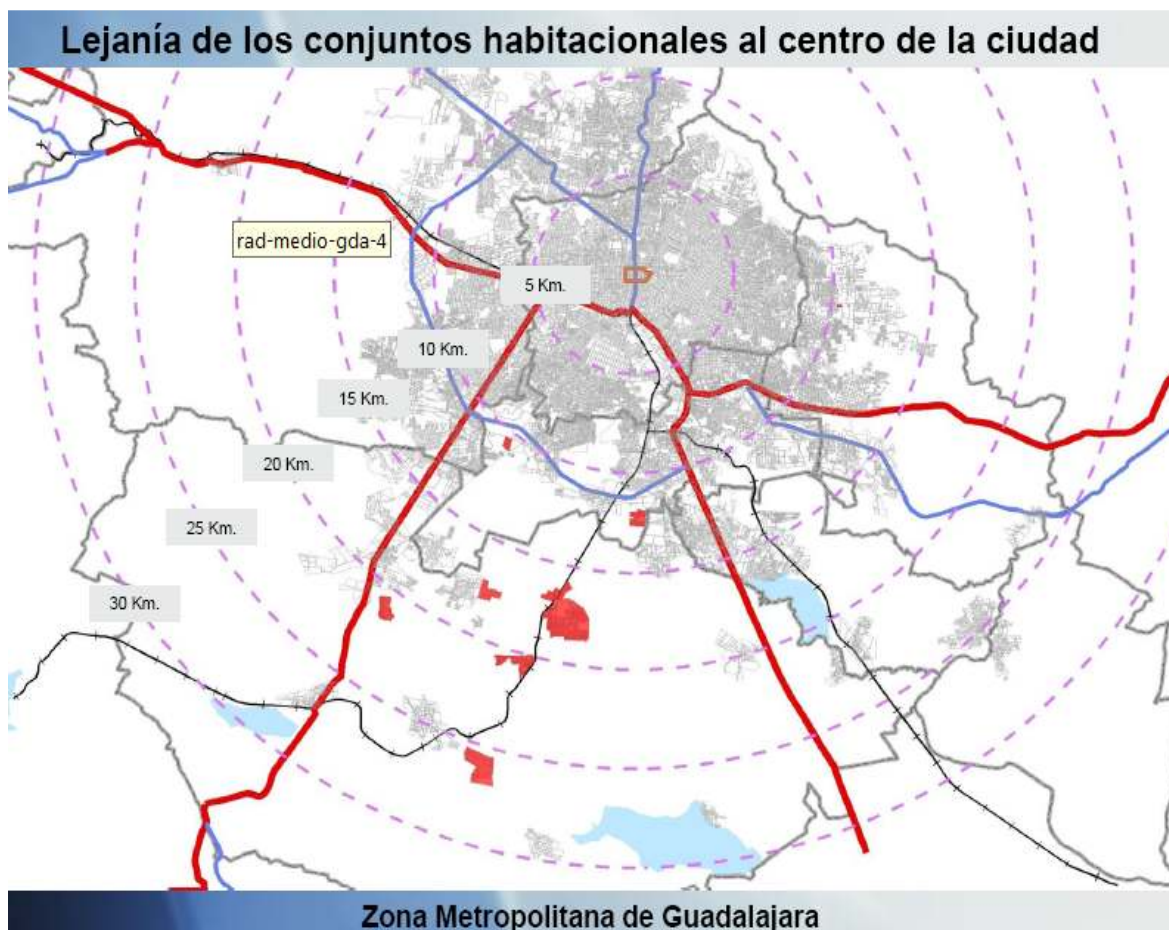 Lejanía de los conjuntos habitacionales al centro de la ciudad
rad-medio-gda-4
5 Km.
10 Km.
15 Km.
20 Km.
25 Km.
30 Km.
Zona Metropolitana de Guadalajara